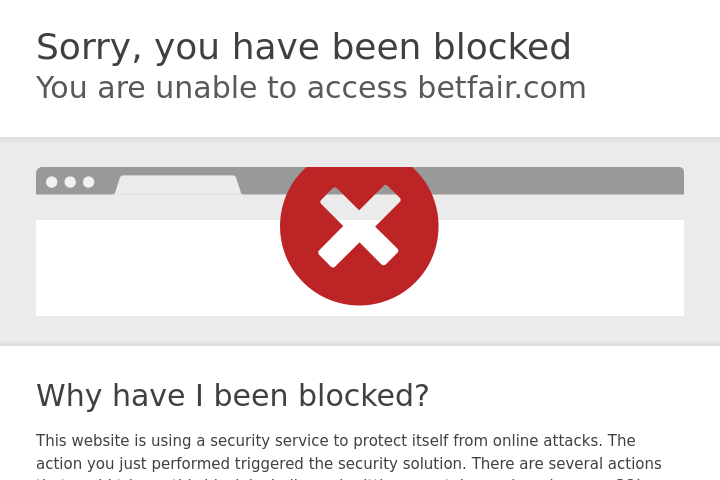 Sorry, you have been blocked
You are unable to access betfair.com
Why have I been blocked?
This website is using a security service to protect itself from online attacks. The
action you just performed triggered the security solution. There are several actions